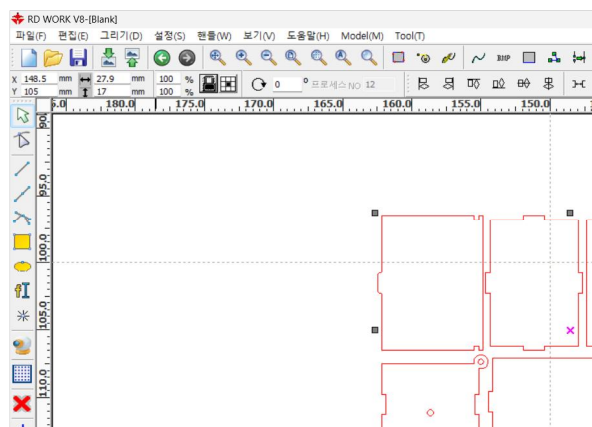 RD WORK V8-[Blank]
파일(F) 편집(E) 그리기(D) 설정(S) 핸들(W) 보기(V) 도움말(H) Model(M) Tool(T)
BMP
X 148.5 mm 27.9 mm 100 % 0 ° 프로세스 NO 12
Y 105 mm 17 mm 100 %
5.0 180.0 175.0 170.0 165.0 160.0 155.0 150.0
90
95.0
100.0
105.0
110.0